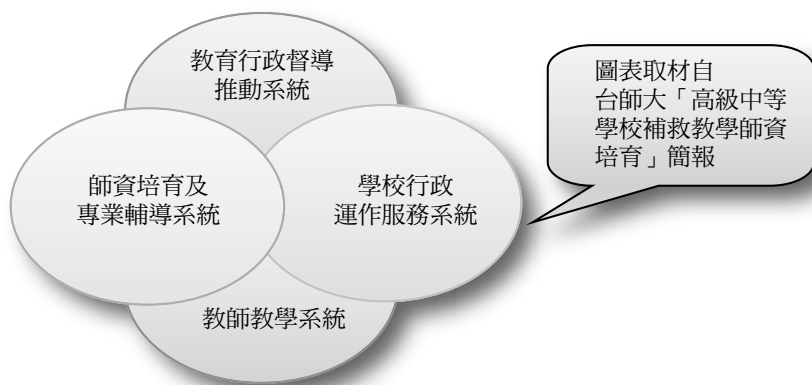 教育行政督導
推動系統
師資培育及
專業輔導系統
學校行政
運作服務系統
教師教學系統
圖表取材自
台師大「高級中等
學校補救教學師資
培育」簡報